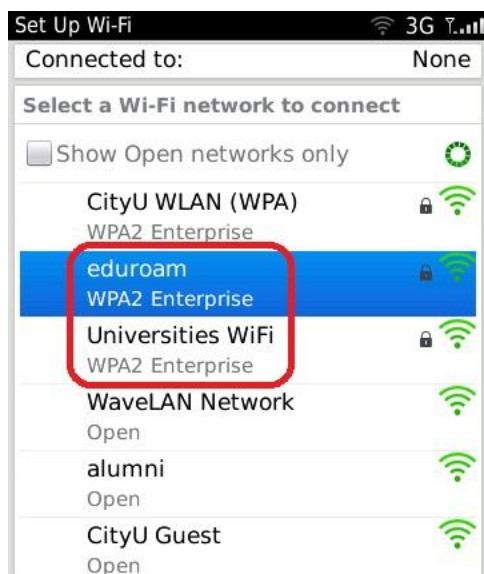 Set Up Wi-Fi 3G
Connected to: None
Select a Wi-Fi network to connect
Show Open networks only
CityU WLAN (WPA)
WPA2 Enterprise
eduroam
WPA2 Enterprise
Universities WiFi
WPA2 Enterprise
WaveLAN Network
Open
alumni
Open
CityU Guest
Open